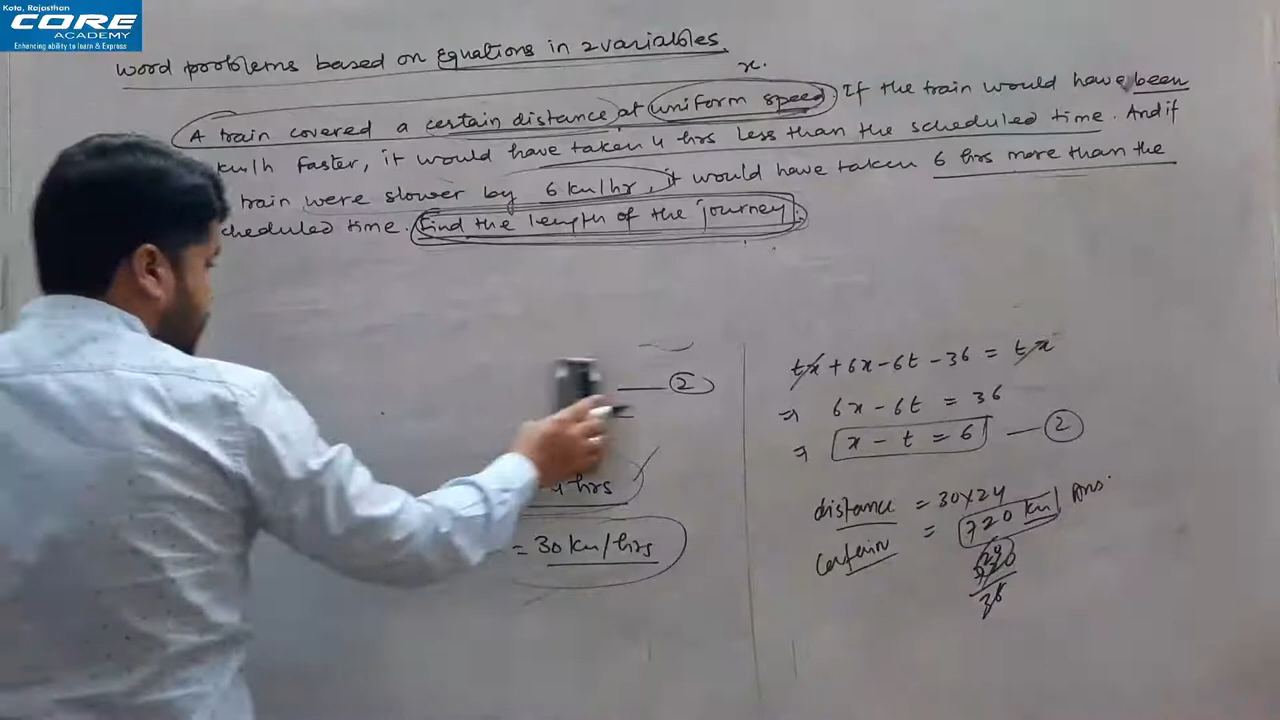 Kota, Rajasthan
CORE
ACADEMY
Enhancing ability to learn & Express
Word problems based on Equations in 2 variables.
x.
A train covered a certain distance at uniform speed. If the train would have been
km/h faster, it would have taken 4 hrs less than the scheduled time. And if
train were slower by 6 km/hr, it would have taken 6 hrs more than the
cheduled time. Find the length of the journey.
— ②
4 hrs
= 30 km/hrs
tx + 6x - 6t - 36 = tx
⇒ 6x - 6t = 36
⇒ x - t = 6 — ②
distance = 30×24
= 720 km Ans.
36